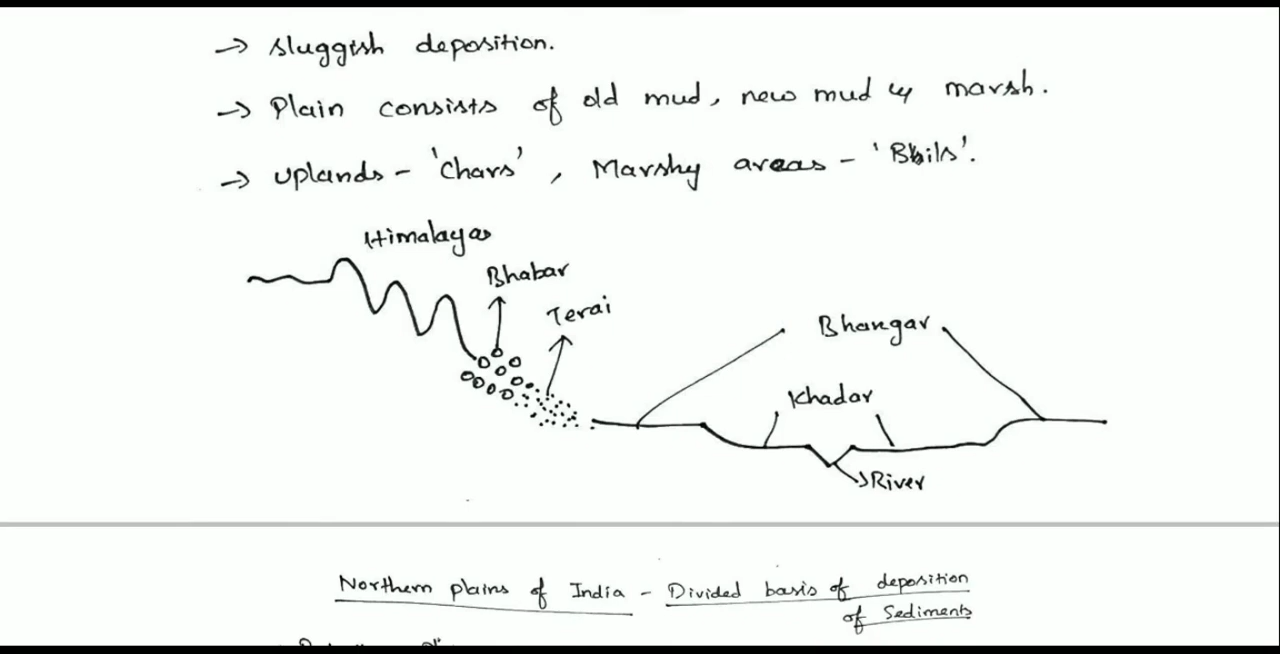 → sluggish deposition.
→ Plain consists of old mud, new mud & marsh.
→ uplands - 'Chars', Marshy areas - 'Bhils'.
Himalayas
Bhabar
Terai
Bhangar
Khadar
River
Northern plains of India - Divided basis of deposition
of Sediments